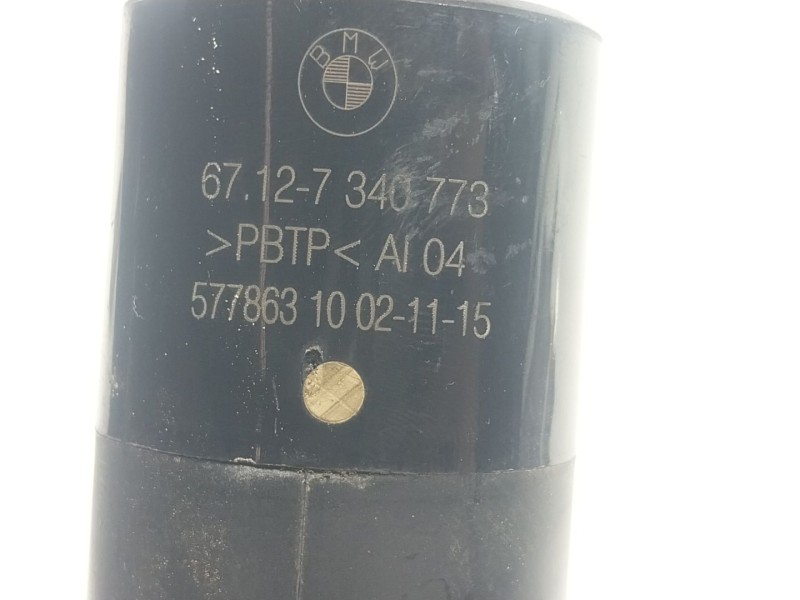 BMW
67.12-7 340 773
>PBTP< AI 04
577863 10 02-11-15